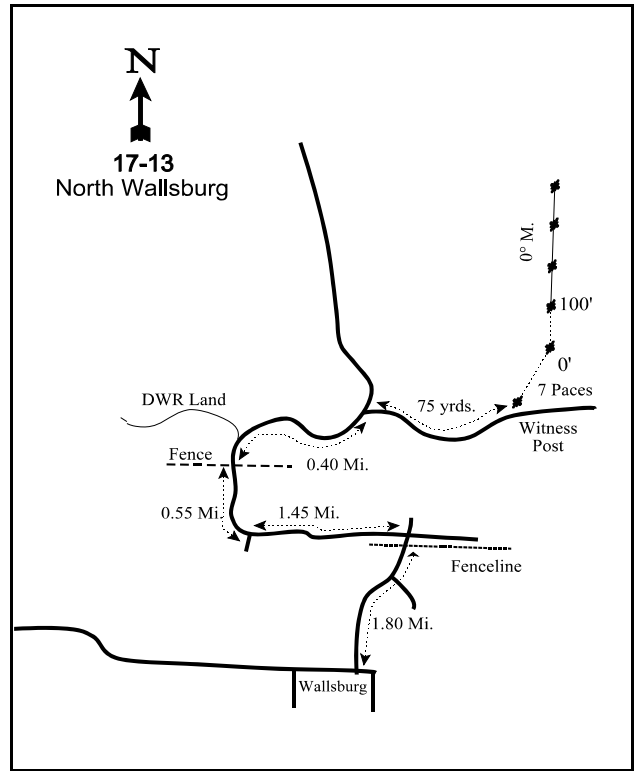 N
17-13
North Wallsburg
0° M.
100'
0'
7 Paces
DWR Land
75 yrds.
Witness
Post
Fence
0.40 Mi.
0.55 Mi.
1.45 Mi.
Fenceline
1.80 Mi.
Wallsburg